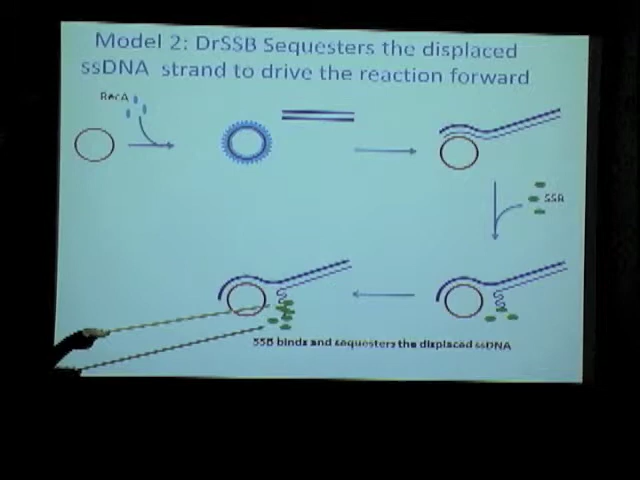 Model 2: DrSSB Sequesters the displaced
ssDNA strand to drive the reaction forward
RecA
SSB
SSB binds and sequesters the displaced ssDNA